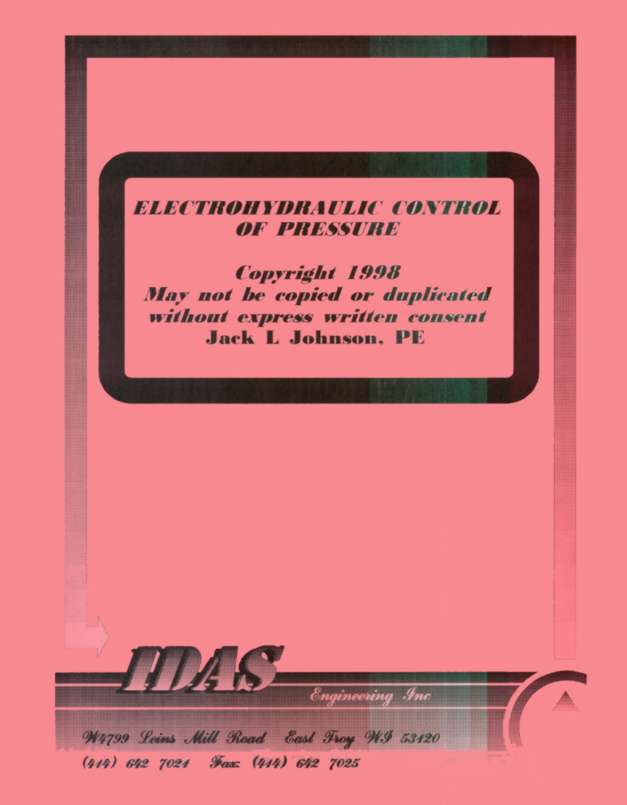 ELECTROHYDRAULIC CONTROL
OF PRESSURE
Copyright 1998
May not be copied or duplicated
without express written consent
Jack L Johnson, PE
IDAS
Engineering Inc
W4799 Leins Mill Road East Troy WI 53120
(414) 642 7021 Fax: (414) 642 7025